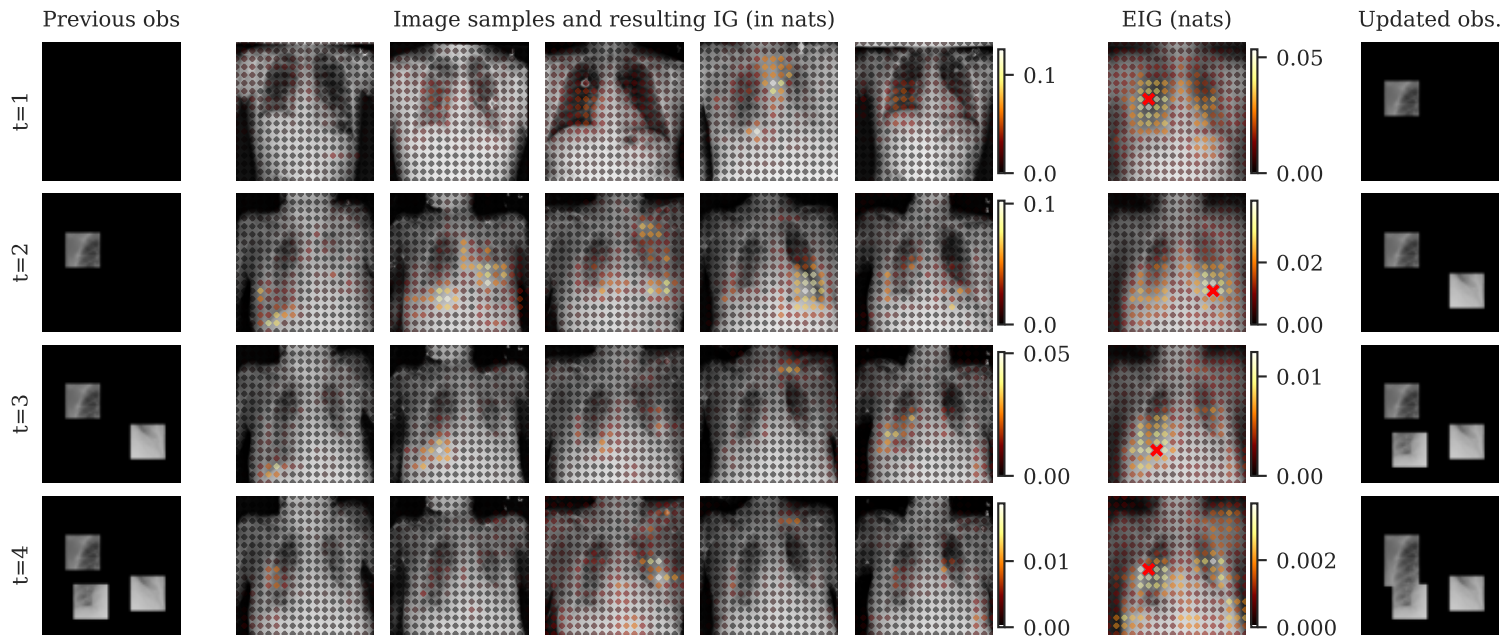 Previous obs
Image samples and resulting IG (in nats)
EIG (nats)
Updated obs.
t=1
0.1
0.0
0.05
0.00
t=2
0.1
0.0
0.02
0.00
t=3
0.05
0.00
0.01
0.00
t=4
0.01
0.00
0.002
0.000